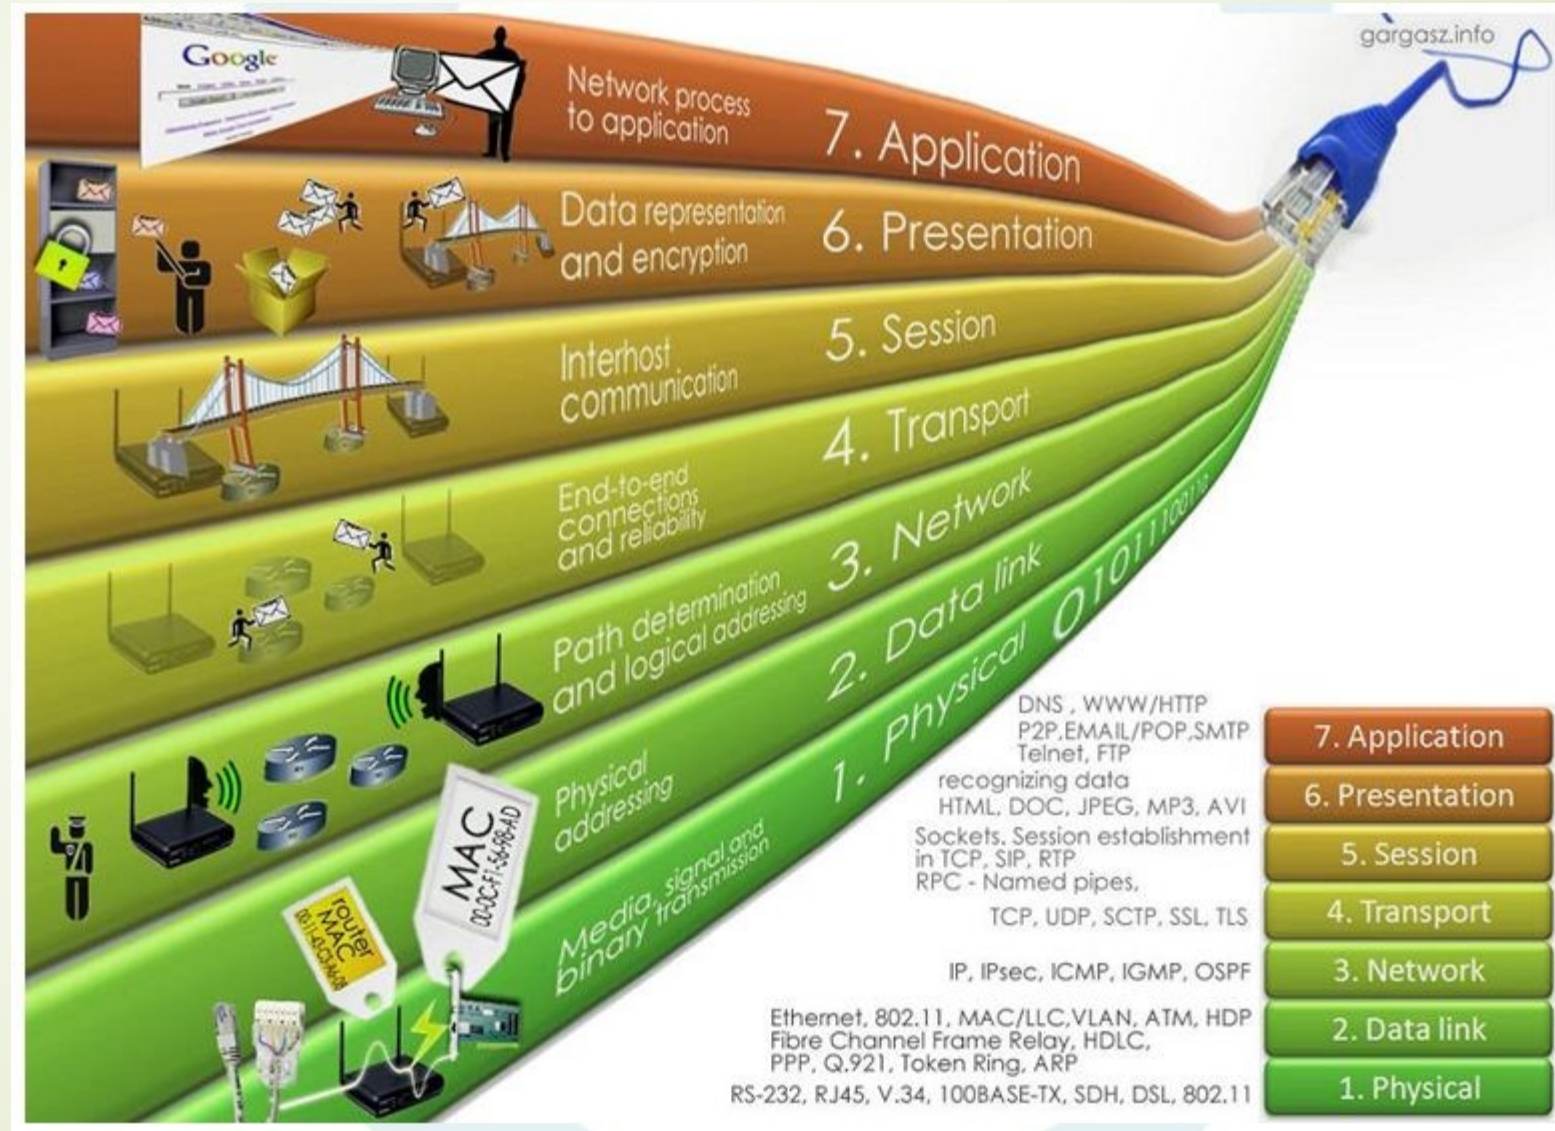 gargasz.info
Google
Network process
to application
7. Application
Data representation
and encryption
6. Presentation
Interhost
communication
5. Session
End-to-end
connections
and reliability
4. Transport
Path determination
and logical addressing
3. Network
Physical
addressing
2. Data link
Media, signal and
binary transmission
1. Physical
MAC
00-0C-F1-56-98-AD
router
MAC
DNS , WWW/HTTP
P2P,EMAIL/POP,SMTP
Telnet, FTP
7. Application
recognizing data
HTML, DOC, JPEG, MP3, AVI
6. Presentation
Sockets. Session establishment
in TCP, SIP, RTP
RPC - Named pipes,
5. Session
TCP, UDP, SCTP, SSL, TLS
4. Transport
IP, IPsec, ICMP, IGMP, OSPF
3. Network
Ethernet, 802.11, MAC/LLC,VLAN, ATM, HDP
Fibre Channel Frame Relay, HDLC,
PPP, Q.921, Token Ring, ARP
2. Data link
RS-232, RJ45, V.34, 100BASE-TX, SDH, DSL, 802.11
1. Physical